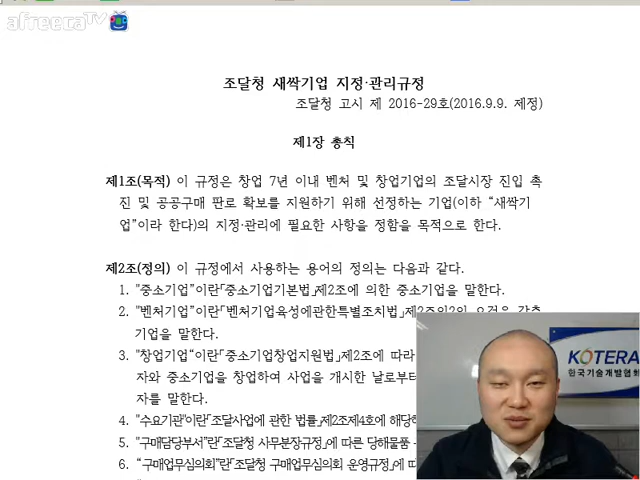 afreecaTV
조달청 새싹기업 지정·관리규정
조달청 고시 제 2016-29호(2016.9.9. 제정)
제1장 총칙
제1조(목적) 이 규정은 창업 7년 이내 벤처 및 창업기업의 조달시장 진입 촉
진 및 공공구매 판로 확보를 지원하기 위해 선정하는 기업(이하 “새싹기
업”이라 한다)의 지정·관리에 필요한 사항을 정함을 목적으로 한다.
제2조(정의) 이 규정에서 사용하는 용어의 정의는 다음과 같다.
1. "중소기업”이란「중소기업기본법」제2조에 의한 중소기업을 말한다.
2. "벤처기업”이란「벤처기업육성에관한특별조치법」제2조의2의 요건을 갖춘
기업을 말한다.
3. "창업기업“이란「중소기업창업지원법」제2조에 따라
자와 중소기업을 창업하여 사업을 개시한 날로부터
자를 말한다.
4. "수요기관"이란「조달사업에 관한 법률」제2조제4호에 해당하
5. "구매담당부서”란「조달청 사무분장규정」에 따른 당해물품
6. “구매업무심의회”란「조달청 구매업무심의회 운영규정」에 따
KOTERA
한국기술개발협회